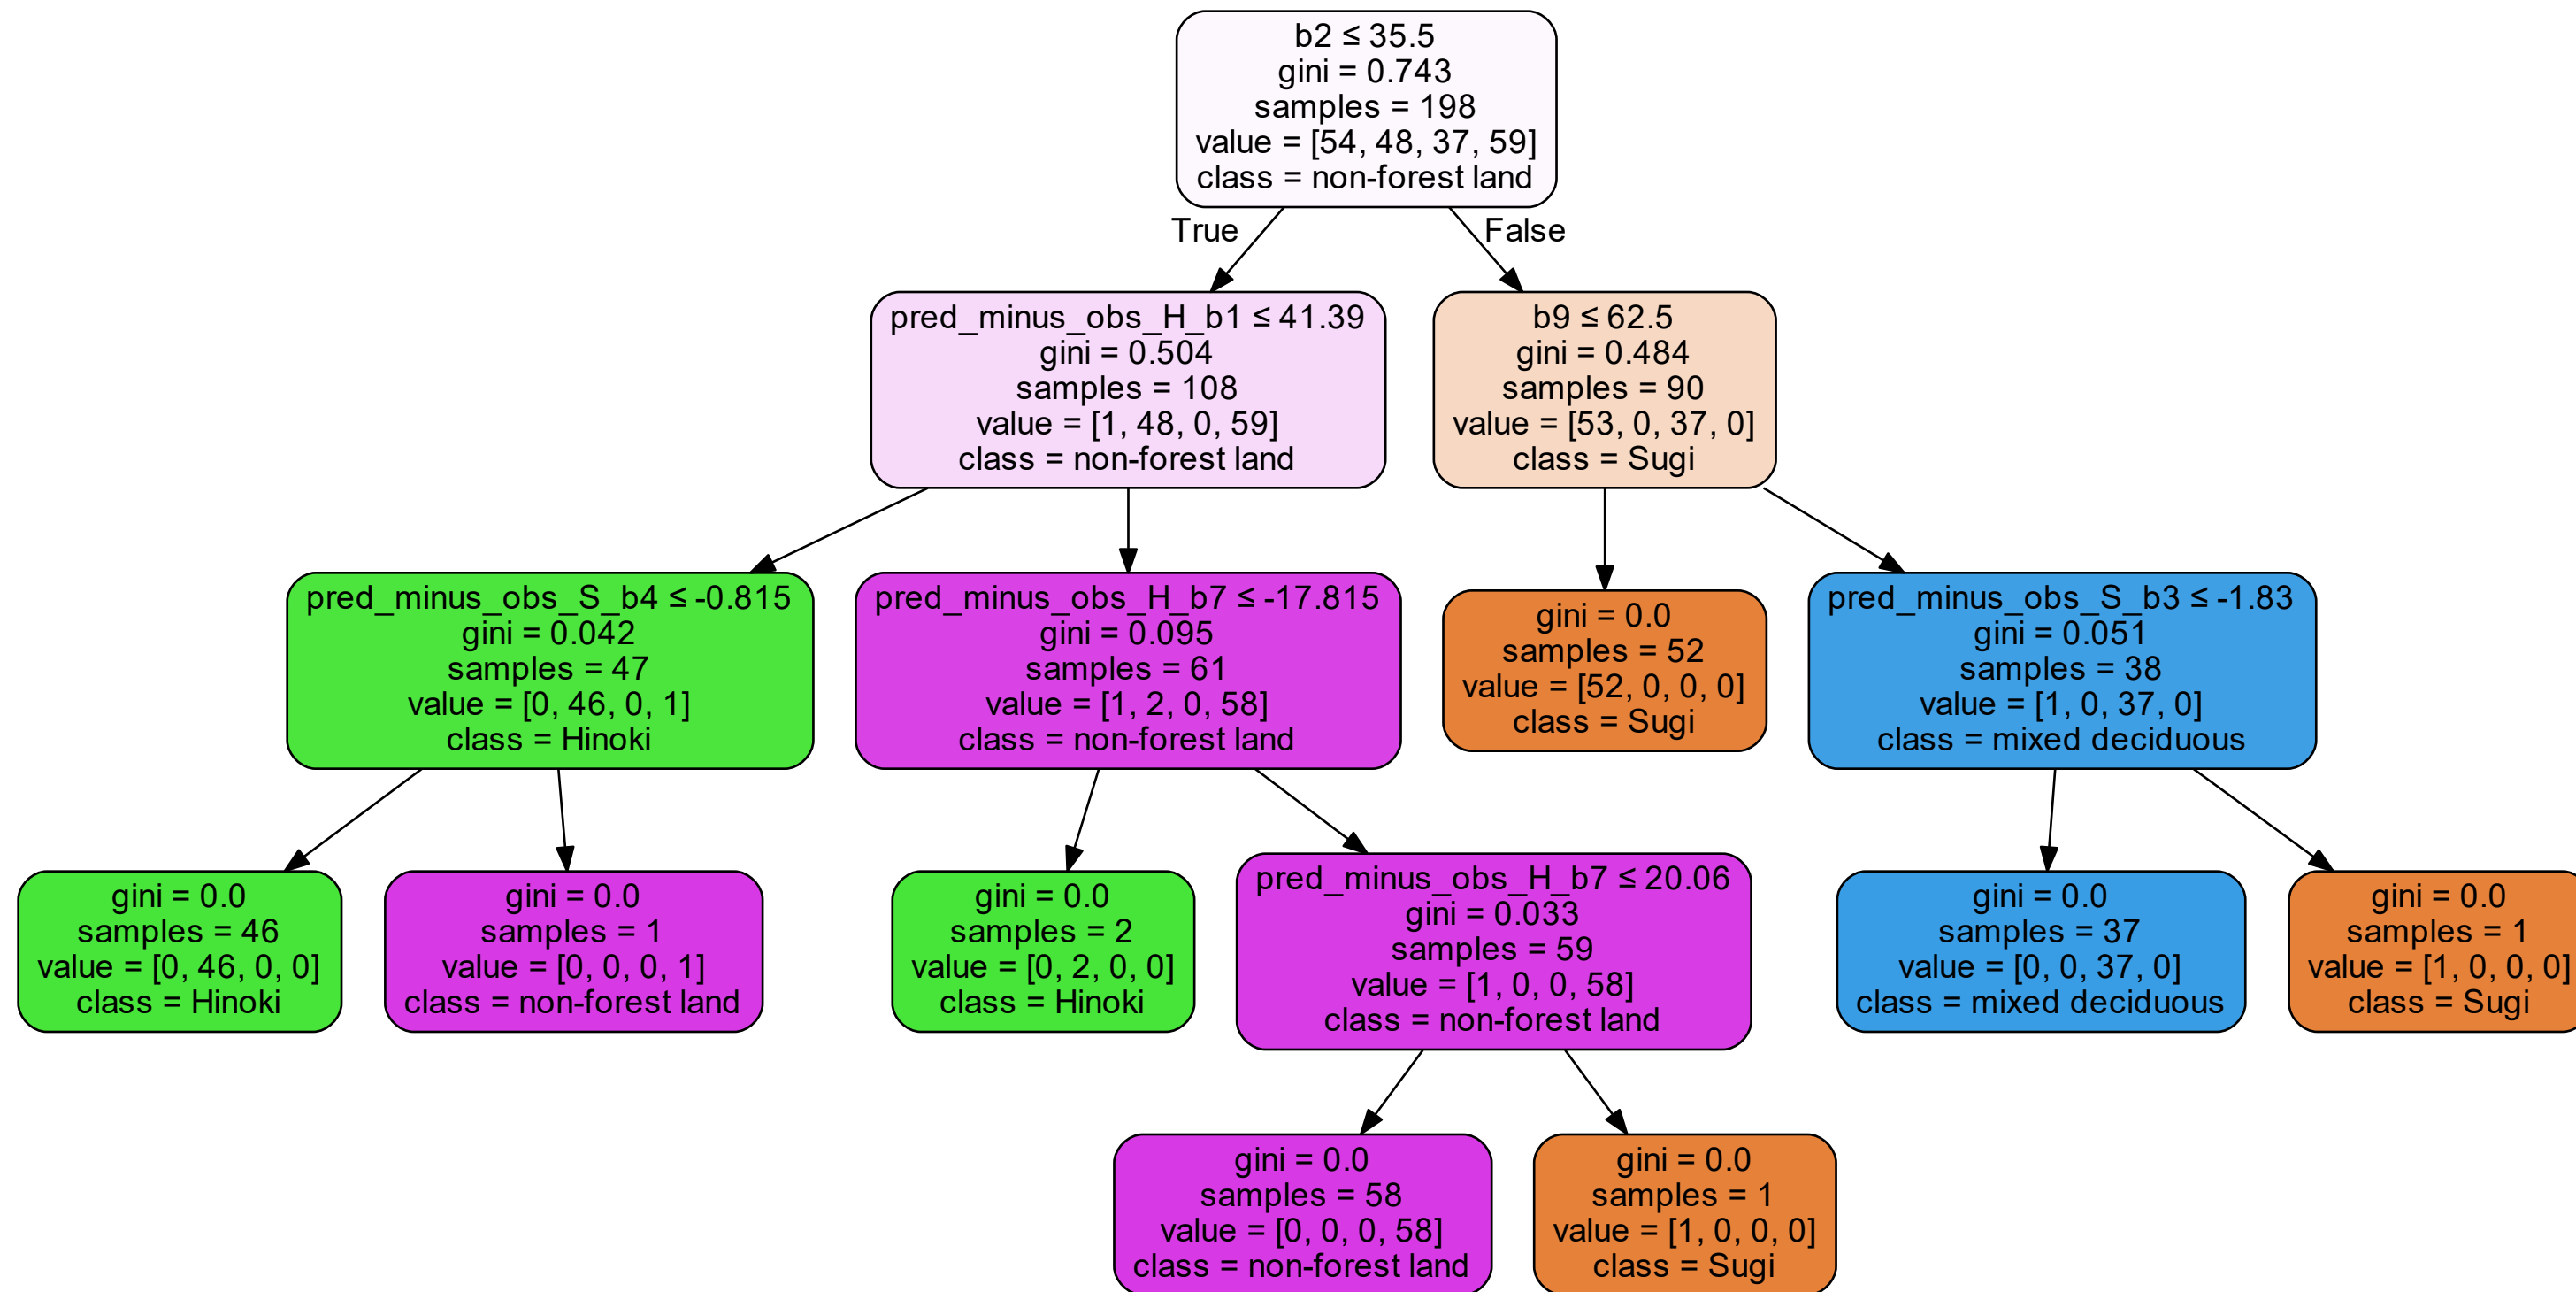 b2 ≤ 35.5
gini = 0.743
samples = 198
value = [54, 48, 37, 59]
class = non-forest land
True
False
pred_minus_obs_H_b1 ≤ 41.39
gini = 0.504
samples = 108
value = [1, 48, 0, 59]
class = non-forest land
b9 ≤ 62.5
gini = 0.484
samples = 90
value = [53, 0, 37, 0]
class = Sugi
pred_minus_obs_S_b4 ≤ -0.815
gini = 0.042
samples = 47
value = [0, 46, 0, 1]
class = Hinoki
pred_minus_obs_H_b7 ≤ -17.815
gini = 0.095
samples = 61
value = [1, 2, 0, 58]
class = non-forest land
gini = 0.0
samples = 52
value = [52, 0, 0, 0]
class = Sugi
pred_minus_obs_S_b3 ≤ -1.83
gini = 0.051
samples = 38
value = [1, 0, 37, 0]
class = mixed deciduous
gini = 0.0
samples = 46
value = [0, 46, 0, 0]
class = Hinoki
gini = 0.0
samples = 1
value = [0, 0, 0, 1]
class = non-forest land
gini = 0.0
samples = 2
value = [0, 2, 0, 0]
class = Hinoki
pred_minus_obs_H_b7 ≤ 20.06
gini = 0.033
samples = 59
value = [1, 0, 0, 58]
class = non-forest land
gini = 0.0
samples = 37
value = [0, 0, 37, 0]
class = mixed deciduous
gini = 0.0
samples = 1
value = [1, 0, 0, 0]
class = Sugi
gini = 0.0
samples = 58
value = [0, 0, 0, 58]
class = non-forest land
gini = 0.0
samples = 1
value = [1, 0, 0, 0]
class = Sugi